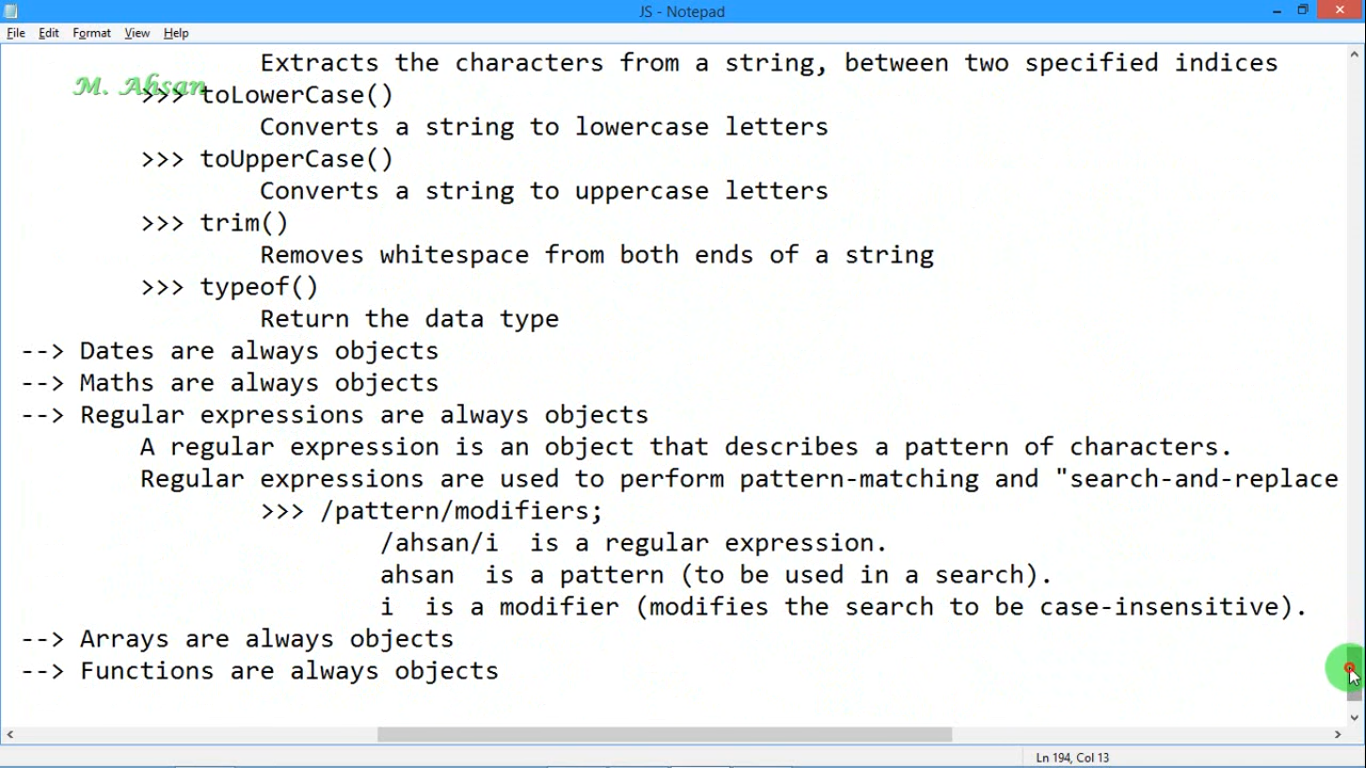 JS - Notepad
File Edit Format View Help
Extracts the characters from a string, between two specified indices
M. Ahsan
>>> toLowerCase()
Converts a string to lowercase letters
>>> toUpperCase()
Converts a string to uppercase letters
>>> trim()
Removes whitespace from both ends of a string
>>> typeof()
Return the data type
--> Dates are always objects
--> Maths are always objects
--> Regular expressions are always objects
A regular expression is an object that describes a pattern of characters.
Regular expressions are used to perform pattern-matching and "search-and-replace
>>> /pattern/modifiers;
/ahsan/i  is a regular expression.
ahsan  is a pattern (to be used in a search).
i  is a modifier (modifies the search to be case-insensitive).
--> Arrays are always objects
--> Functions are always objects
Ln 194, Col 13